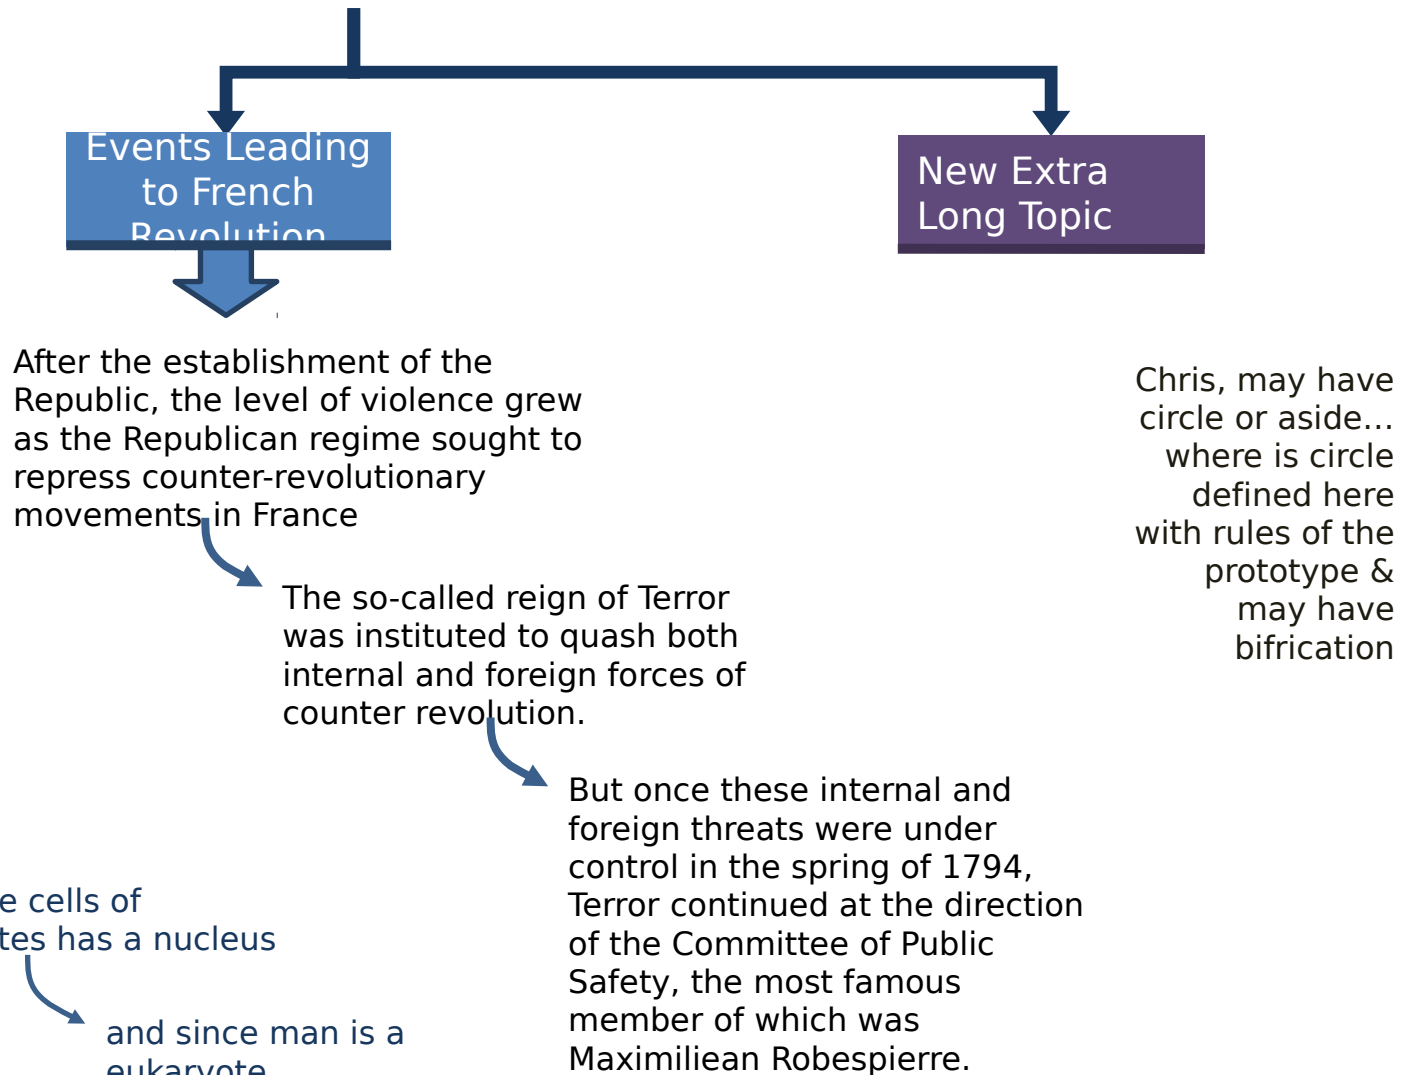 Events Leading
to French
Revolution
New Extra
Long Topic
After the establishment of the
Republic, the level of violence grew
as the Republican regime sought to
repress counter-revolutionary
movements in France
Chris, may have
circle or aside...
where is circle
defined here
with rules of the
prototype &
may have
bifrication
The so-called reign of Terror
was instituted to quash both
internal and foreign forces of
counter revolution.
But once these internal and
foreign threats were under
control in the spring of 1794,
Terror continued at the direction
of the Committee of Public
Safety, the most famous
member of which was
Maximiliean Robespierre.
e cells of
tes has a nucleus
and since man is a
eukaryote